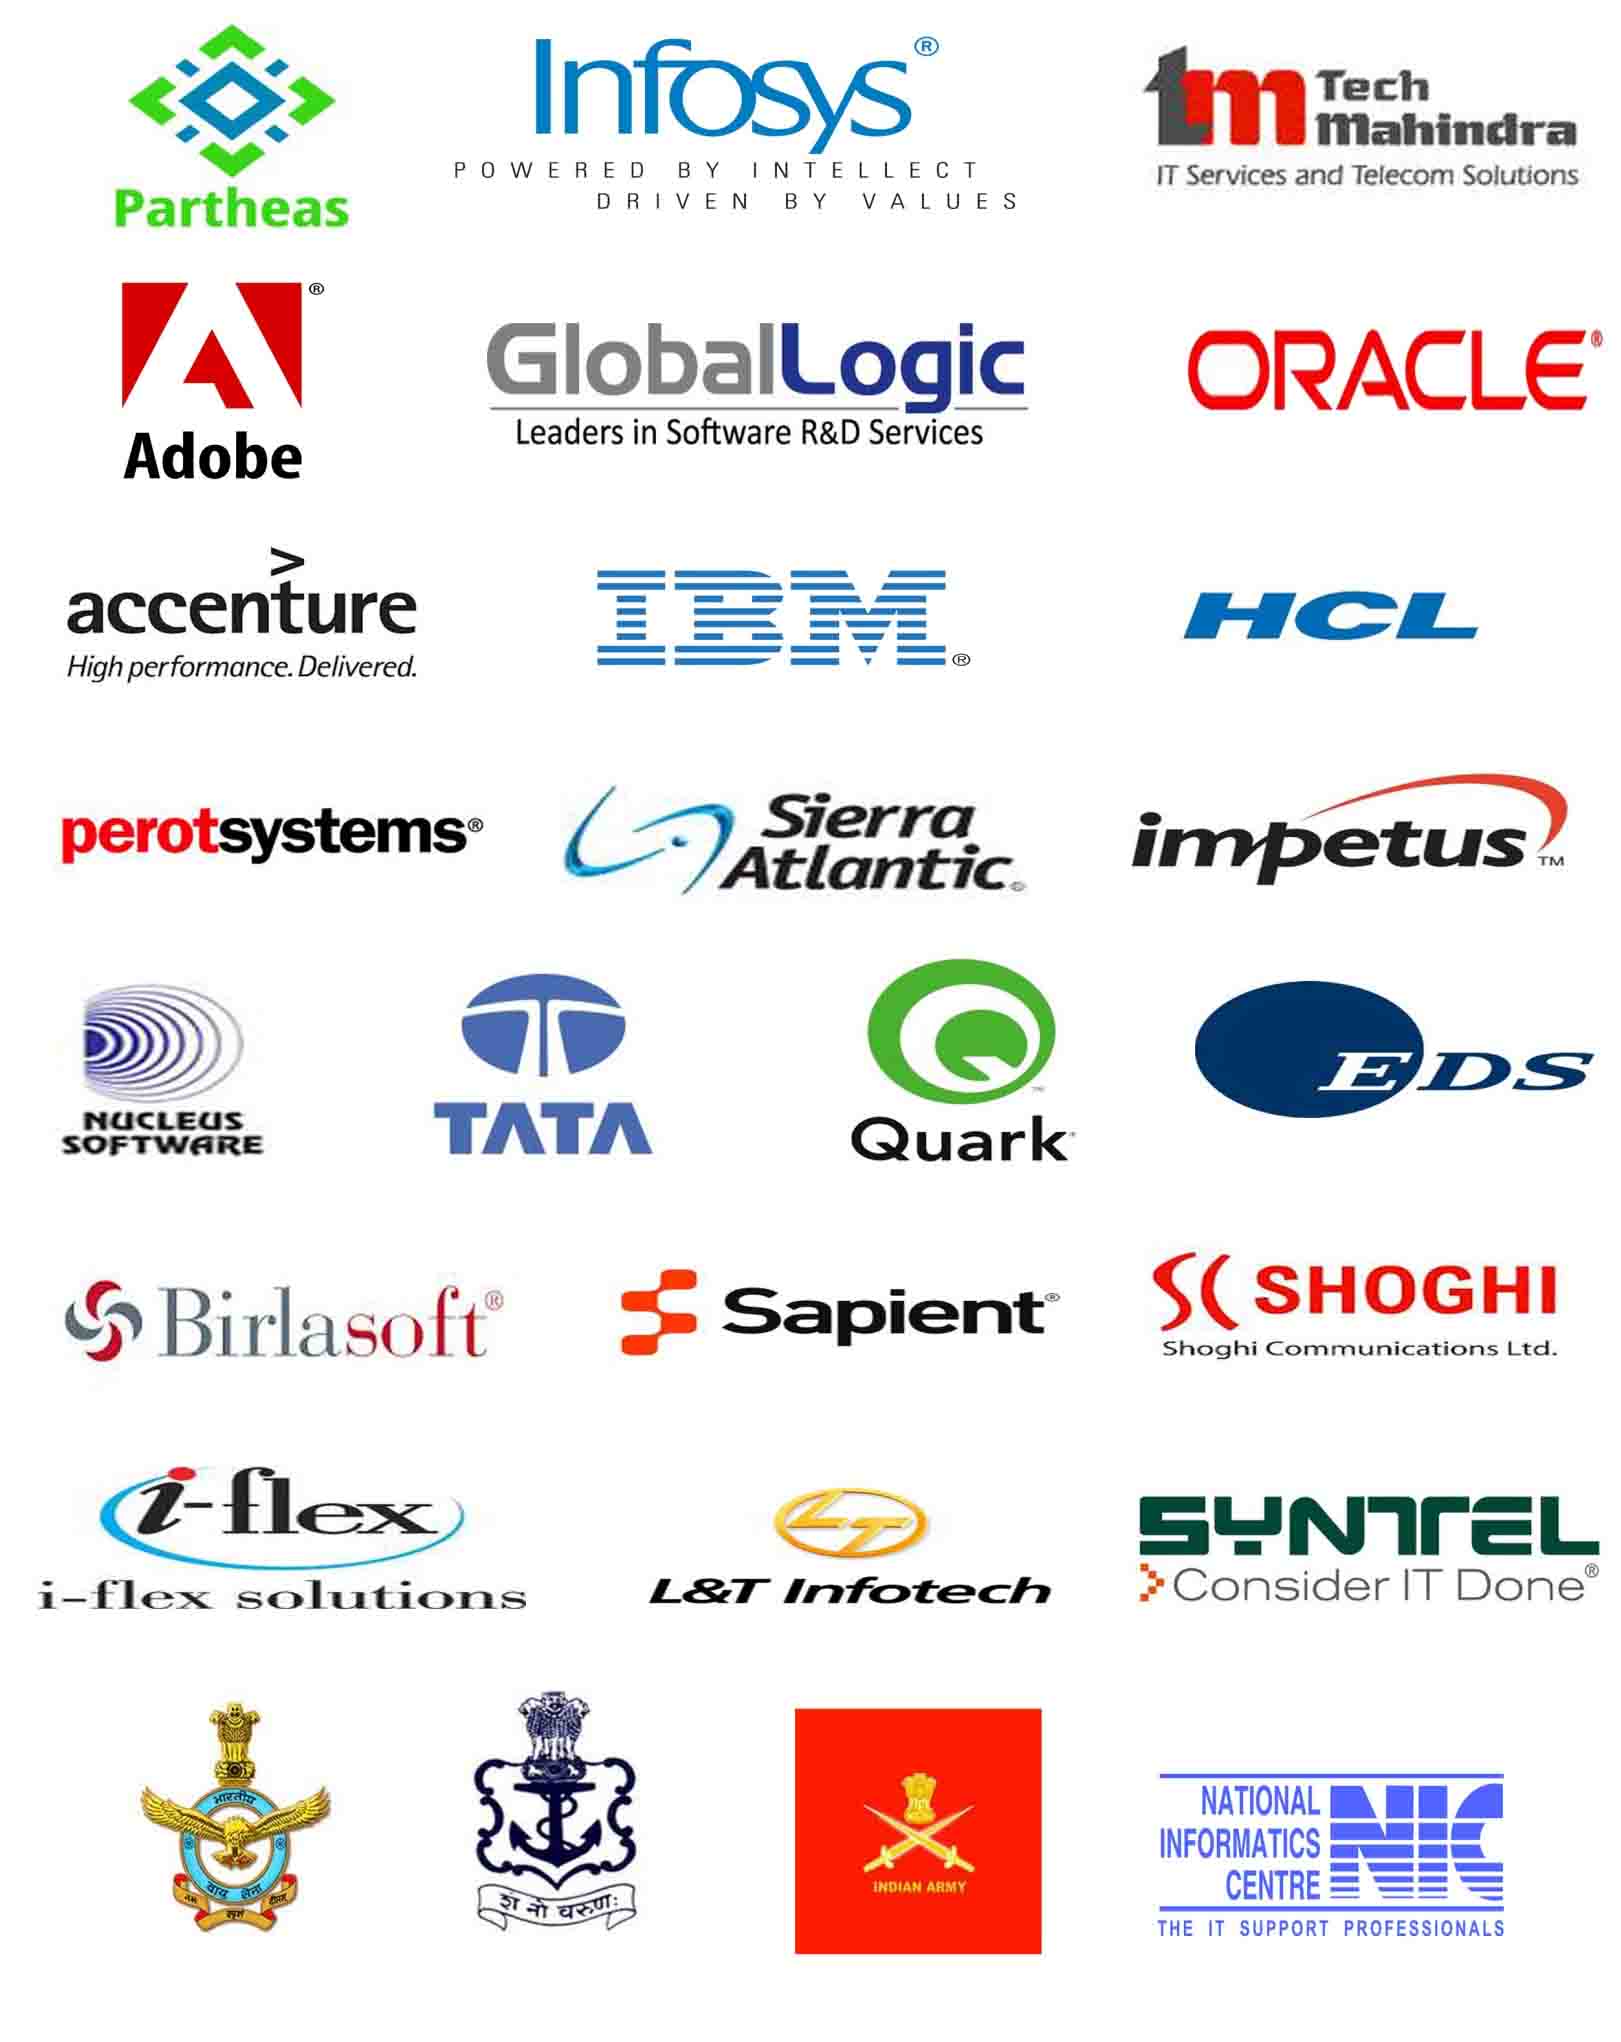 Partheas
Infosys®
POWERED BY INTELLECT
DRIVEN BY VALUES
Tech
Mahindra
IT Services and Telecom Solutions
Adobe
®
GlobalLogic
Leaders in Software R&D Services
ORACLE®
>
accenture
High performance. Delivered.
IBM®
HCL
perotsystems®
Sierra
Atlantic©
impetus™
NUCLEUS
SOFTWARE
TATA
Quark
EDS
Birlasoft®
Sapient®
SHOGHI
Shoghi Communications Ltd.
i-flex
i-flex solutions
LT
L&T Infotech
SYNTEL
Consider IT Done®
भारतीय
वायु सेना
नभः
स्पृशं
दीप्तम्
शं नो वरुणः
INDIAN ARMY
NATIONAL
INFORMATICS
CENTRE
NIC
THE IT SUPPORT PROFESSIONALS